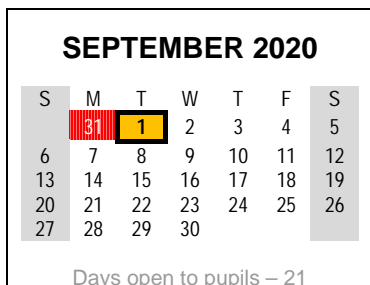 SEPTEMBER 2020
S M T W T F S
31 1 2 3 4 5
6 7 8 9 10 11 12
13 14 15 16 17 18 19
20 21 22 23 24 25 26
27 28 29 30
Days open to pupils – 21